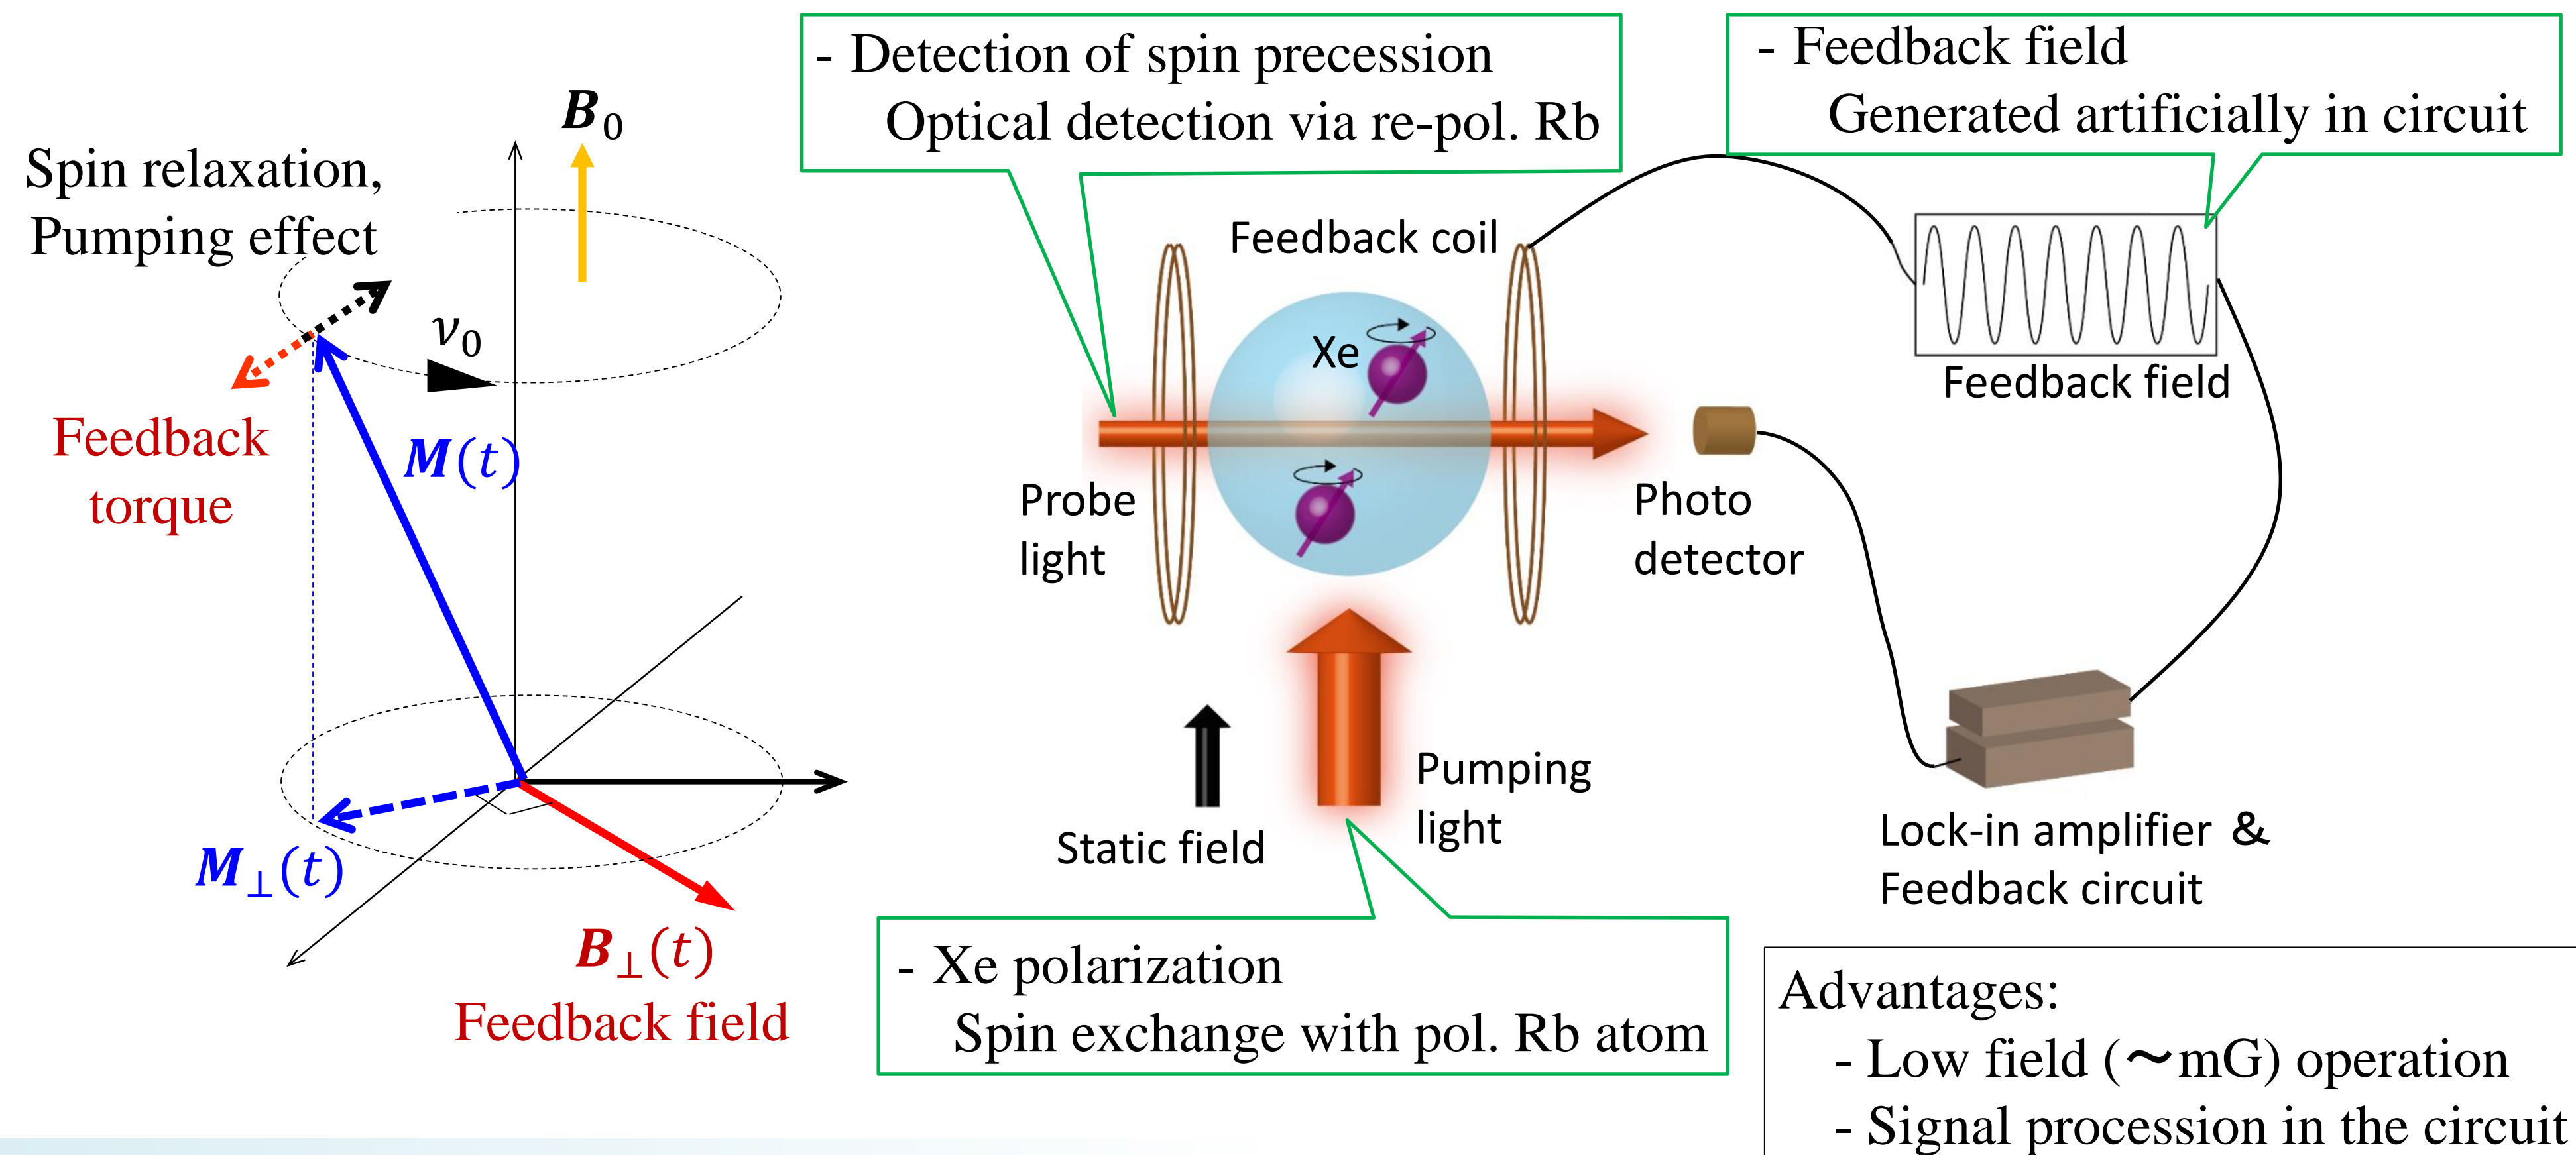 𝑩₀
Spin relaxation,
Pumping effect
𝜈₀
Feedback
torque
𝑴(𝑡)
𝑴⊥(𝑡)
𝑩⊥(𝑡)
Feedback field
- Detection of spin precession
Optical detection via re-pol. Rb
- Feedback field
Generated artificially in circuit
Feedback coil
Xe
Feedback field
Probe
light
Photo
detector
Static field
Pumping
light
Lock-in amplifier &
Feedback circuit
- Xe polarization
Spin exchange with pol. Rb atom
Advantages:
- Low field (～mG) operation
- Signal procession in the circuit